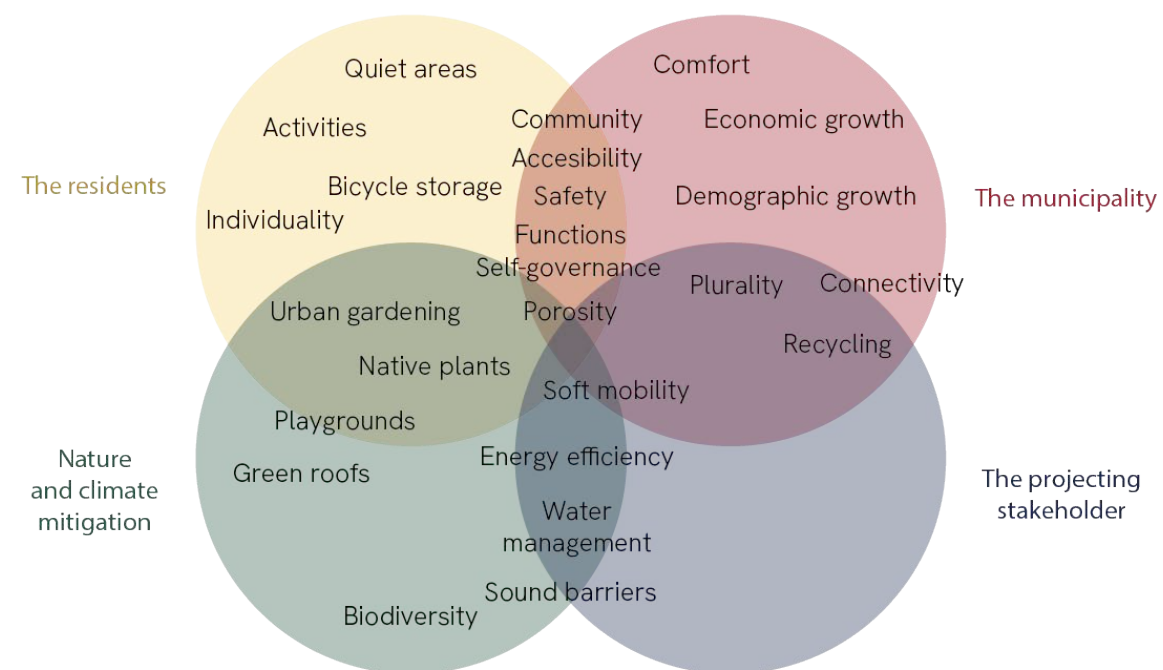 Comfort
Quiet areas
Community
Economic growth
Activities
Accesibility
The residents
Bicycle storage
Safety
Demographic growth
The municipality
Individuality
Functions
Self-governance
Plurality
Connectivity
Urban gardening
Porosity
Recycling
Native plants
Soft mobility
Playgrounds
Nature
and climate
mitigation
Energy efficiency
Green roofs
The projecting
stakeholder
Water
management
Sound barriers
Biodiversity